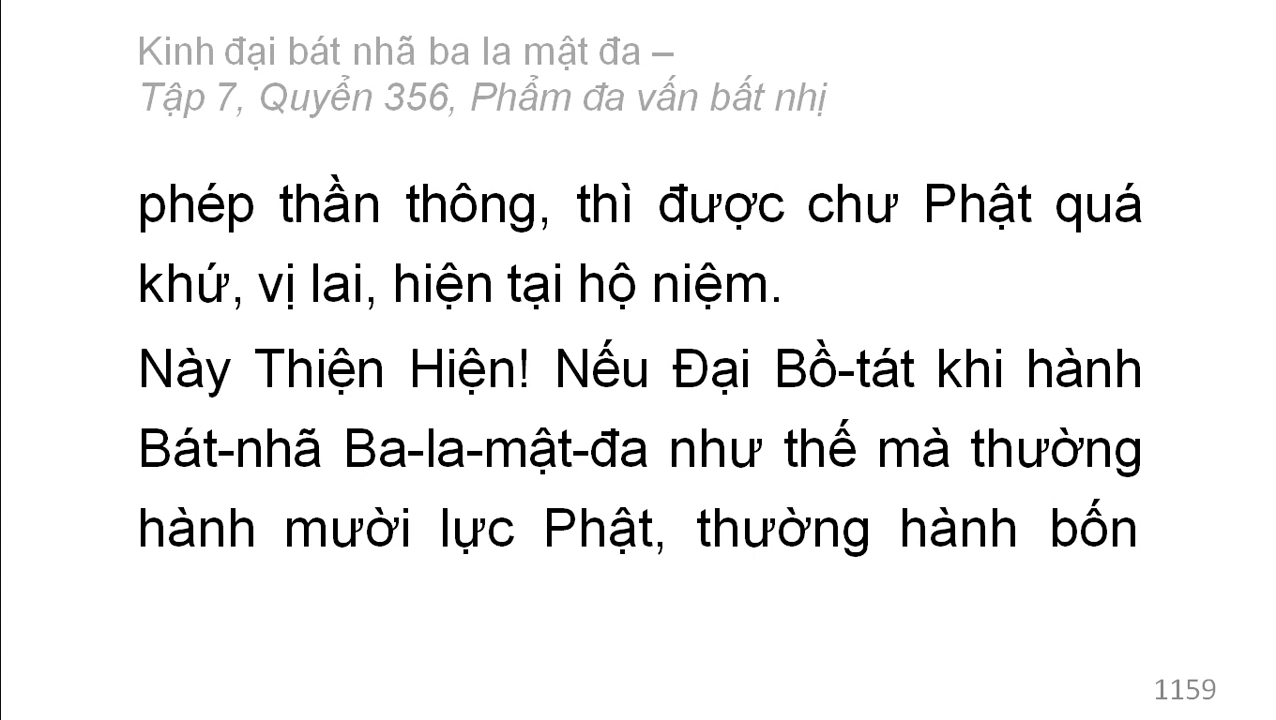 Kinh đại bát nhã ba la mật đa –
Tập 7, Quyển 356, Phẩm đa vấn bất nhị
phép thần thông, thì được chư Phật quá
khứ, vị lai, hiện tại hộ niệm.
Này Thiện Hiện! Nếu Đại Bồ-tát khi hành
Bát-nhã Ba-la-mật-đa như thế mà thường
hành mười lực Phật, thường hành bốn
1159